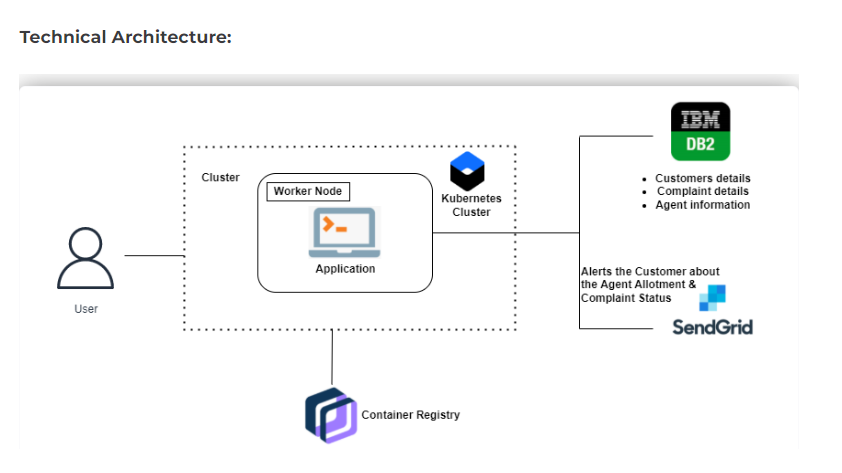 Technical Architecture:
IBM
DB2
Cluster
Worker Node
Kubernetes
Cluster
Customers details
Complaint details
Agent information
Application
User
Alerts the Customer about
the Agent Allotment &
Complaint Status
SendGrid
Container Registry